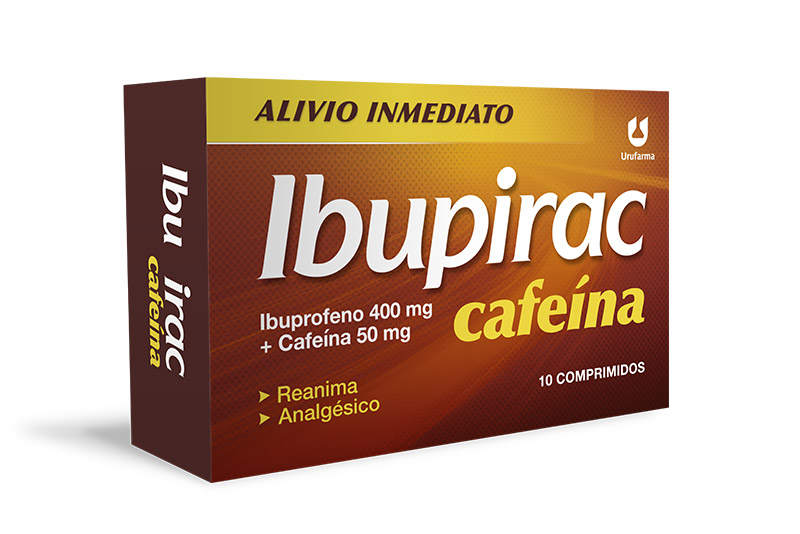 ALIVIO INMEDIATO
Urufarma
Ibupirac
cafeína
Ibuprofeno 400 mg
+ Cafeína 50 mg
Reanima
Analgésico
10 COMPRIMIDOS
Ibu irac
cafeína